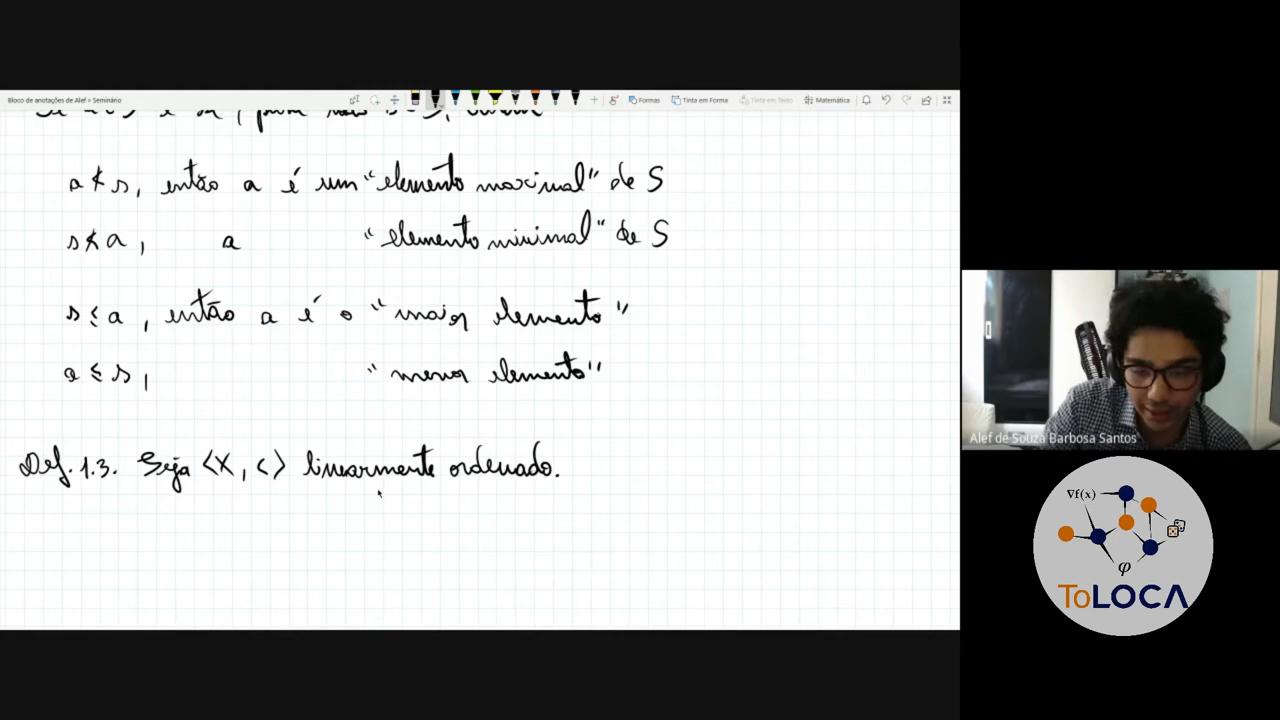 Bloco de anotações de Alef » Seminário
Formas
Tinta em Forma
Tinta em Texto
Matemática
a ≮ s, então a é um "elemento maximal" de S
s ≮ a, a "elemento minimal" de S
s ≤ a, então a é o "maior elemento"
a ≤ s, "menor elemento"
Def. 1.3. Seja <X, <> linearmente ordenado.
Alef de Souza Barbosa Santos
∇f(x)
φ
ToLOCA